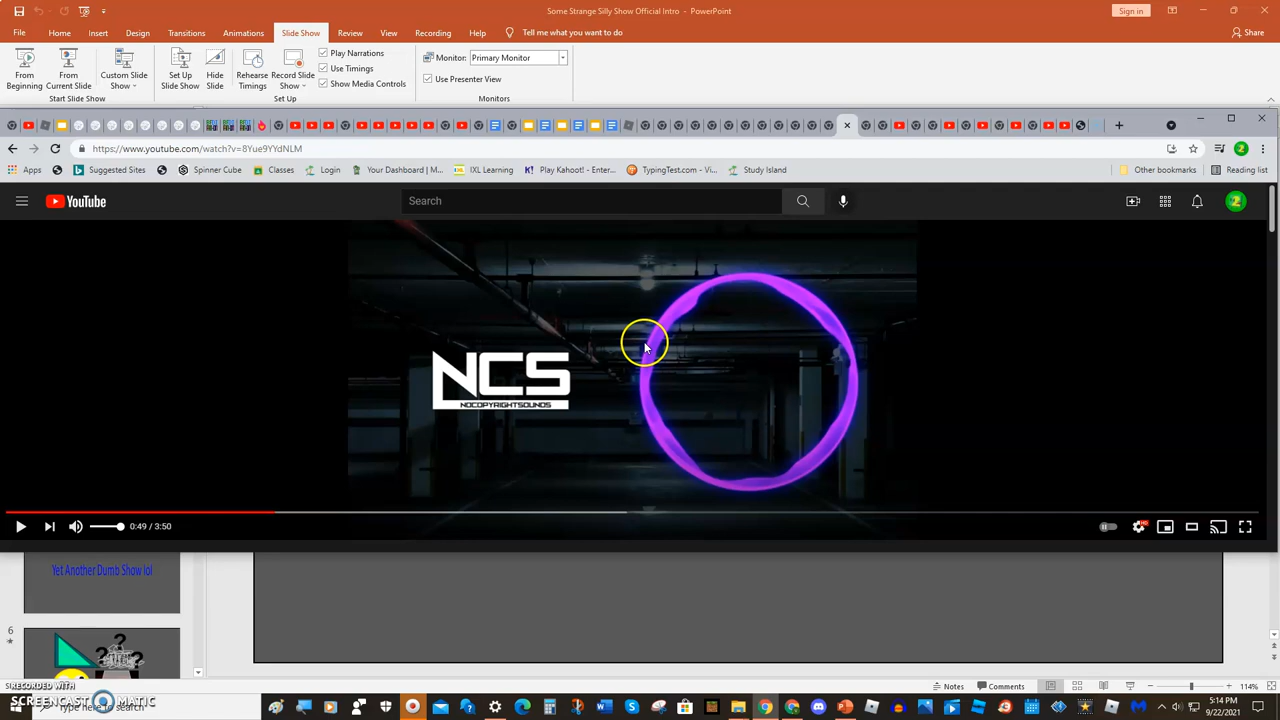 Some Strange Silly Show Official Intro - PowerPoint
Sign in
File Home Insert Design Transitions Animations Slide Show Review View Recording Help Tell me what you want to do
Share
From Beginning
From Current Slide
Custom Slide Show
Set Up Slide Show
Hide Slide
Rehearse Timings
Record Slide Show
Play Narrations
Use Timings
Show Media Controls
Monitor: Primary Monitor
Use Presenter View
Start Slide Show
Set Up
Monitors
https://www.youtube.com/watch?v=8Yue9YYdNLM
Apps
Suggested Sites
Spinner Cube
Classes
Login
Your Dashboard | M...
IXL Learning
Play Kahoot! - Enter...
TypingTest.com - Vi...
Study Island
Other bookmarks
Reading list
YouTube
Search
2
NCS
NOCOPYRIGHTSOUNDS
0:49 / 3:50
HD
Yet Another Dumb Show lol
6
? ? ?
RECORDED WITH
SCREENCAST MATIC
Type here to search
Notes
Comments
114%
5:14 PM
9/22/2021